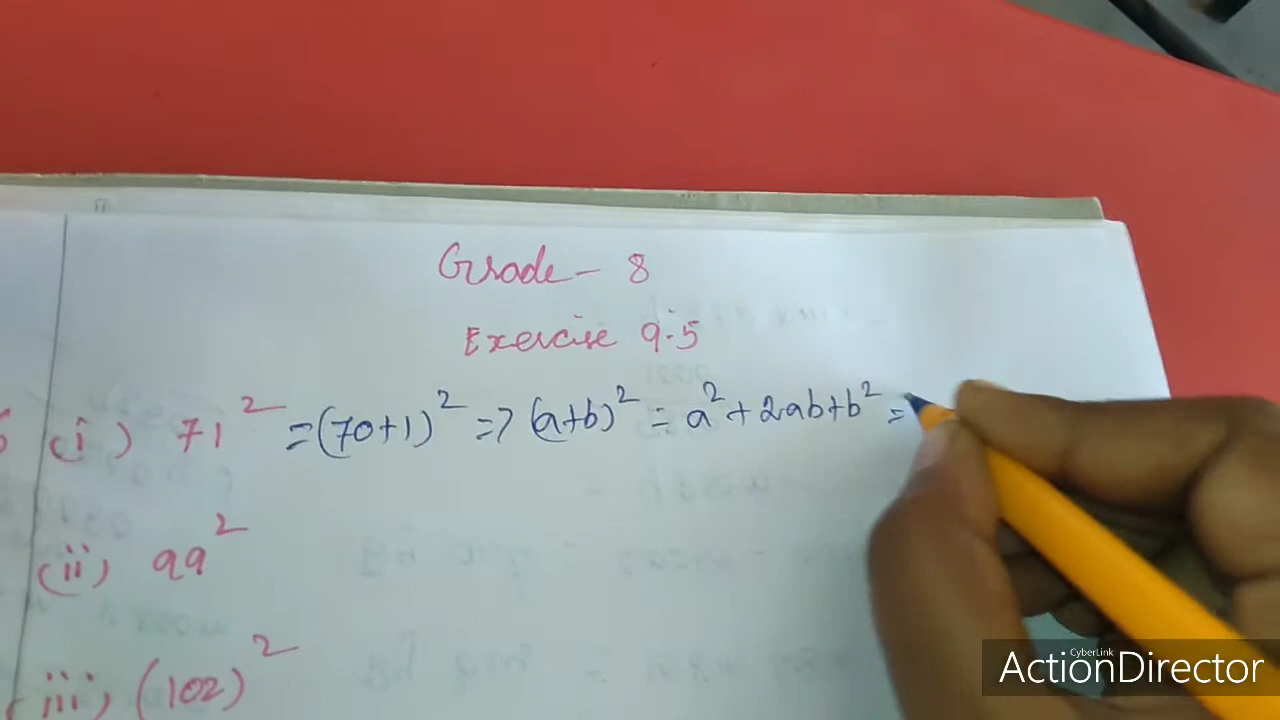 Grade - 8
Exercise 9.5
(i) 71² = (70+1)² => (a+b)² = a² + 2ab + b² =
(ii) 99²
(iii) (102)²
CyberLink
ActionDirector